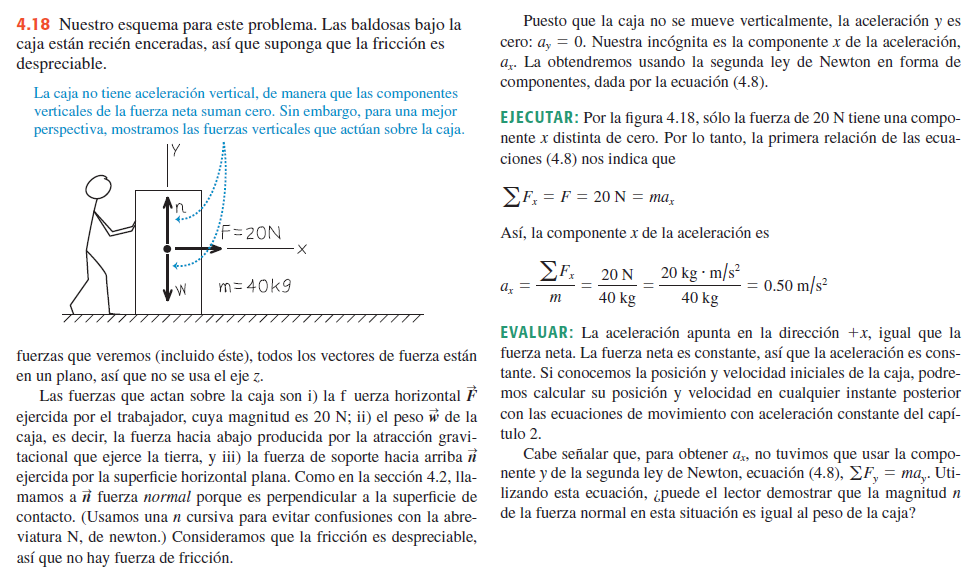 4.18 Nuestro esquema para este problema. Las baldosas bajo la
caja están recién enceradas, así que suponga que la fricción es
despreciable.
La caja no tiene aceleración vertical, de manera que las componentes
verticales de la fuerza neta suman cero. Sin embargo, para una mejor
perspectiva, mostramos las fuerzas verticales que actúan sobre la caja.
Y
n
F=20N
X
W
m=40kg
fuerzas que veremos (incluido éste), todos los vectores de fuerza están
en un plano, así que no se usa el eje z.
Las fuerzas que actan sobre la caja son i) la f uerza horizontal F⃗
ejercida por el trabajador, cuya magnitud es 20 N; ii) el peso w⃗ de la
caja, es decir, la fuerza hacia abajo producida por la atracción gravi-
tacional que ejerce la tierra, y iii) la fuerza de soporte hacia arriba n⃗
ejercida por la superficie horizontal plana. Como en la sección 4.2, lla-
mamos a n⃗ fuerza normal porque es perpendicular a la superficie de
contacto. (Usamos una n cursiva para evitar confusiones con la abre-
viatura N, de newton.) Consideramos que la fricción es despreciable,
así que no hay fuerza de fricción.
Puesto que la caja no se mueve verticalmente, la aceleración y es
cero: a_y = 0. Nuestra incógnita es la componente x de la aceleración,
a_x. La obtendremos usando la segunda ley de Newton en forma de
componentes, dada por la ecuación (4.8).
EJECUTAR: Por la figura 4.18, sólo la fuerza de 20 N tiene una compo-
nente x distinta de cero. Por lo tanto, la primera relación de las ecua-
ciones (4.8) nos indica que
∑F_x = F = 20 N = ma_x
Así, la componente x de la aceleración es
a_x = ∑F_x / m = 20 N / 40 kg = 20 kg · m/s² / 40 kg = 0.50 m/s²
EVALUAR: La aceleración apunta en la dirección +x, igual que la
fuerza neta. La fuerza neta es constante, así que la aceleración es cons-
tante. Si conocemos la posición y velocidad iniciales de la caja, podre-
mos calcular su posición y velocidad en cualquier instante posterior
con las ecuaciones de movimiento con aceleración constante del capí-
tulo 2.
Cabe señalar que, para obtener a_x, no tuvimos que usar la compo-
nente y de la segunda ley de Newton, ecuación (4.8), ∑F_y = ma_y. Uti-
lizando esta ecuación, ¿puede el lector demostrar que la magnitud n
de la fuerza normal en esta situación es igual al peso de la caja?